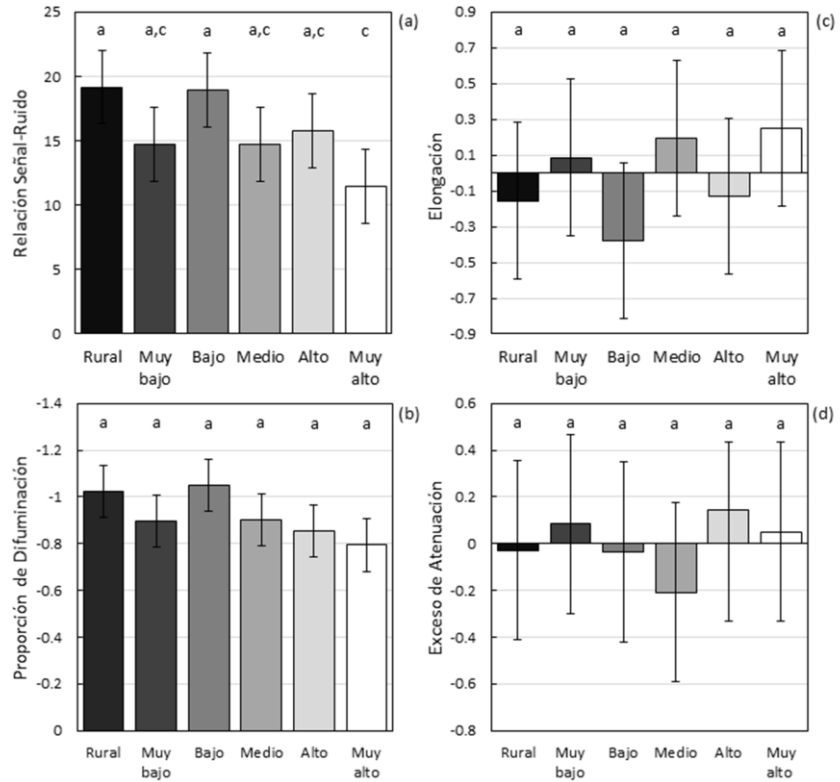 25
20
15
10
5
0
Relación Señal-Ruido
a a,c a a,c a,c c
(a)
Rural Muy bajo Bajo Medio Alto Muy alto
0.9
0.7
0.5
0.3
0.1
-0.1
-0.3
-0.5
-0.7
-0.9
Elongación
a a a a a a
(c)
Rural Muy bajo Bajo Medio Alto Muy alto
-1.4
-1.2
-1
-0.8
-0.6
-0.4
-0.2
0
Proporción de Difuminación
a a a a a a
(b)
Rural Muy bajo Bajo Medio Alto Muy alto
0.6
0.4
0.2
0
-0.2
-0.4
-0.6
-0.8
Exceso de Atenuación
a a a a a a
(d)
Rural Muy bajo Bajo Medio Alto Muy alto